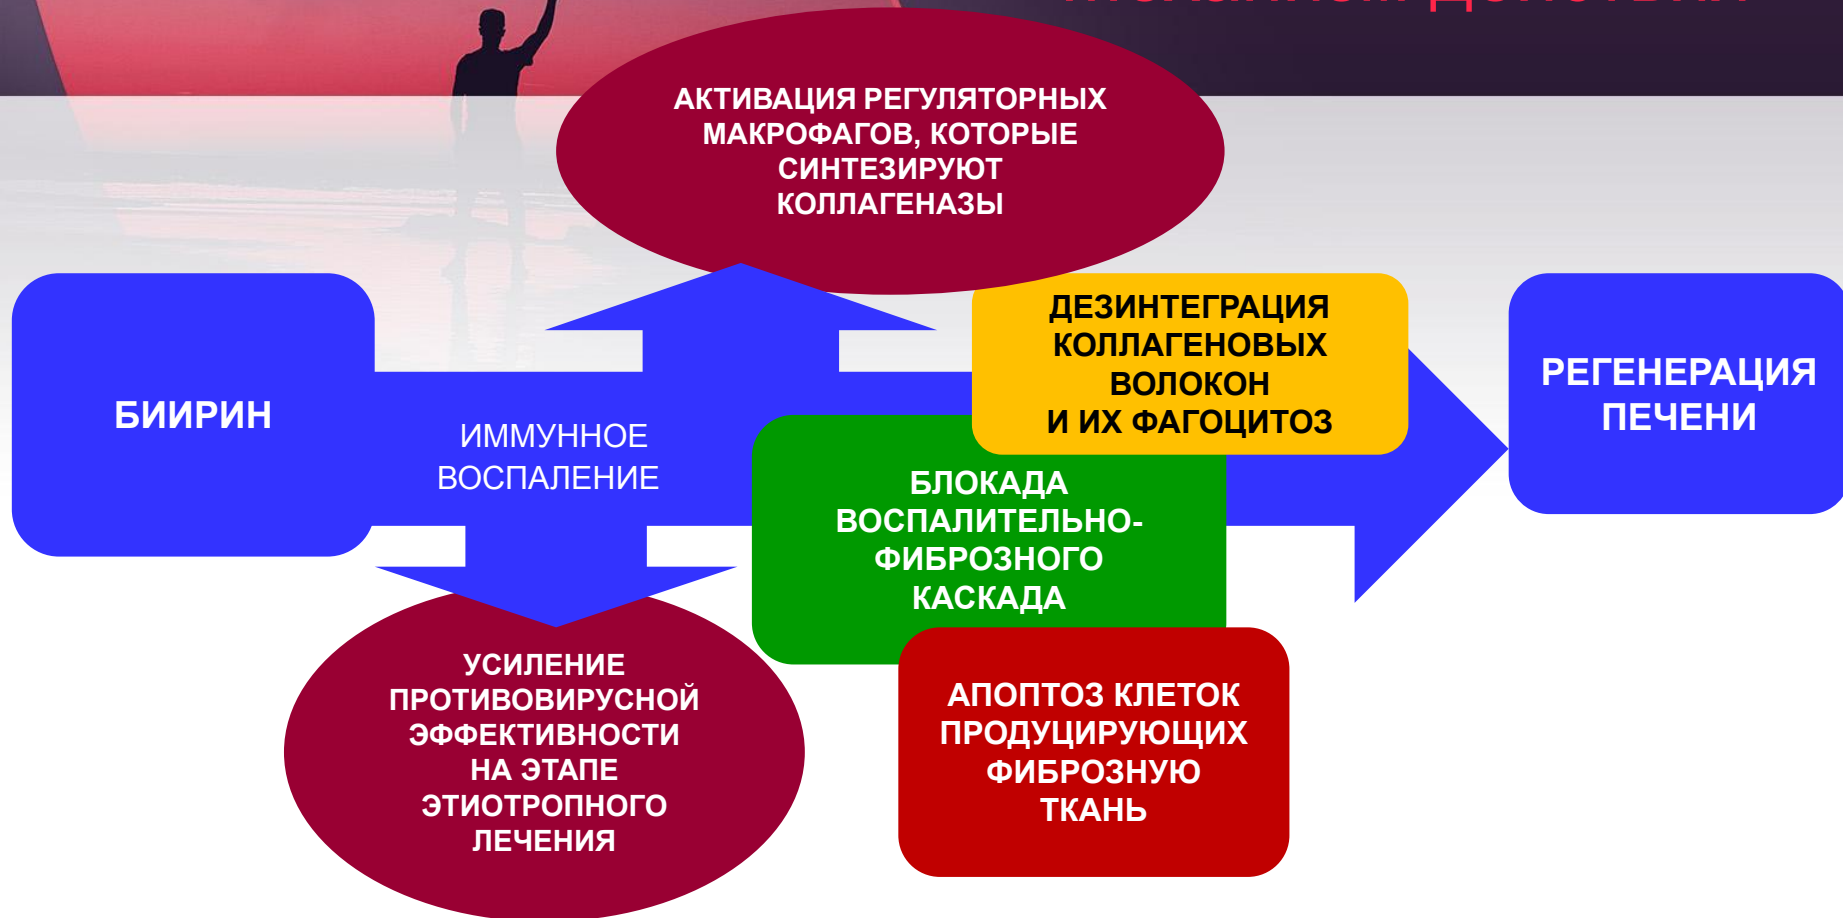 АКТИВАЦИЯ РЕГУЛЯТОРНЫХ
МАКРОФАГОВ, КОТОРЫЕ
СИНТЕЗИРУЮТ
КОЛЛАГЕНАЗЫ
БИИРИН
ИММУННОЕ
ВОСПАЛЕНИЕ
ДЕЗИНТЕГРАЦИЯ
КОЛЛАГЕНОВЫХ
ВОЛОКОН
И ИХ ФАГОЦИТОЗ
РЕГЕНЕРАЦИЯ
ПЕЧЕНИ
БЛОКАДА
ВОСПАЛИТЕЛЬНО-
ФИБРОЗНОГО
КАСКАДА
УСИЛЕНИЕ
ПРОТИВОВИРУСНОЙ
ЭФФЕКТИВНОСТИ
НА ЭТАПЕ
ЭТИОТРОПНОГО
ЛЕЧЕНИЯ
АПОПТОЗ КЛЕТОК
ПРОДУЦИРУЮЩИХ
ФИБРОЗНУЮ
ТКАНЬ